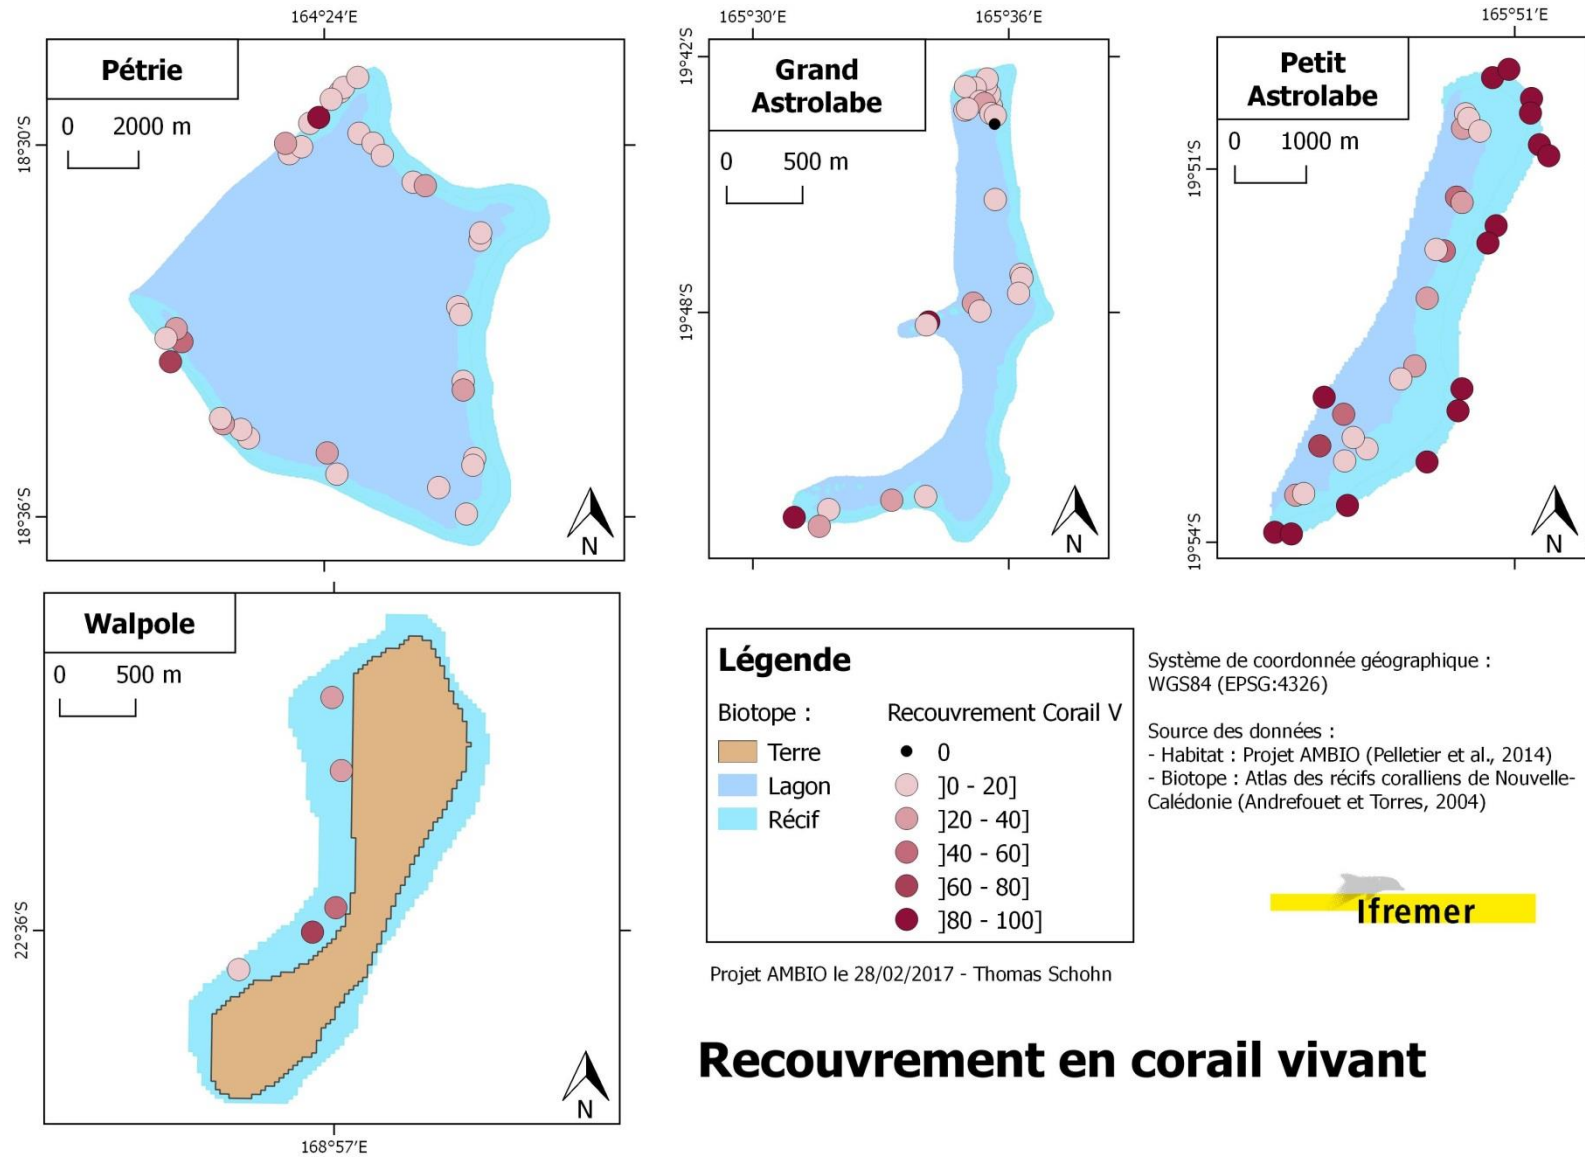 164°24'E
165°30'E
165°36'E
165°51'E
Pétrie
0 2000 m
18°30'S
18°36'S
N
Grand
Astrolabe
0 500 m
19°42'S
19°48'S
N
Petit
Astrolabe
0 1000 m
19°51'S
19°54'S
N
Walpole
0 500 m
22°36'S
N
168°57'E
Légende
Biotope :
Terre
Lagon
Récif
Recouvrement Corail V
0
]0 - 20]
]20 - 40]
]40 - 60]
]60 - 80]
]80 - 100]
Système de coordonnée géographique :
WGS84 (EPSG:4326)
Source des données :
- Habitat : Projet AMBIO (Pelletier et al., 2014)
- Biotope : Atlas des récifs coralliens de Nouvelle-
Calédonie (Andrefouet et Torres, 2004)
Ifremer
Projet AMBIO le 28/02/2017 - Thomas Schohn
Recouvrement en corail vivant